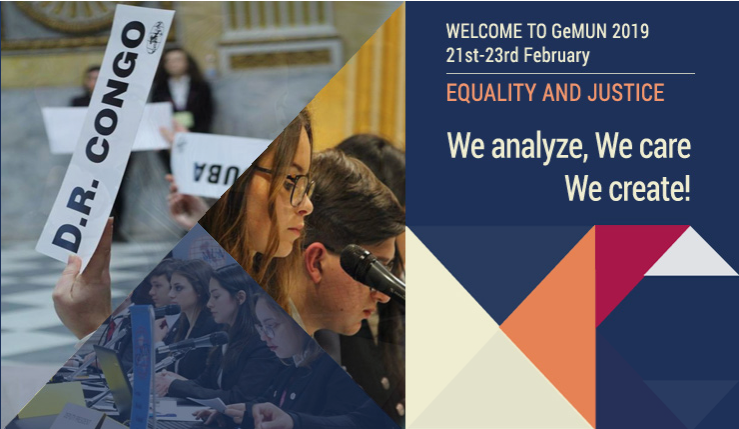 D.R. CONGO
UBA
WELCOME TO GeMUN 2019
21st-23rd February
EQUALITY AND JUSTICE
We analyze, We care
We create!